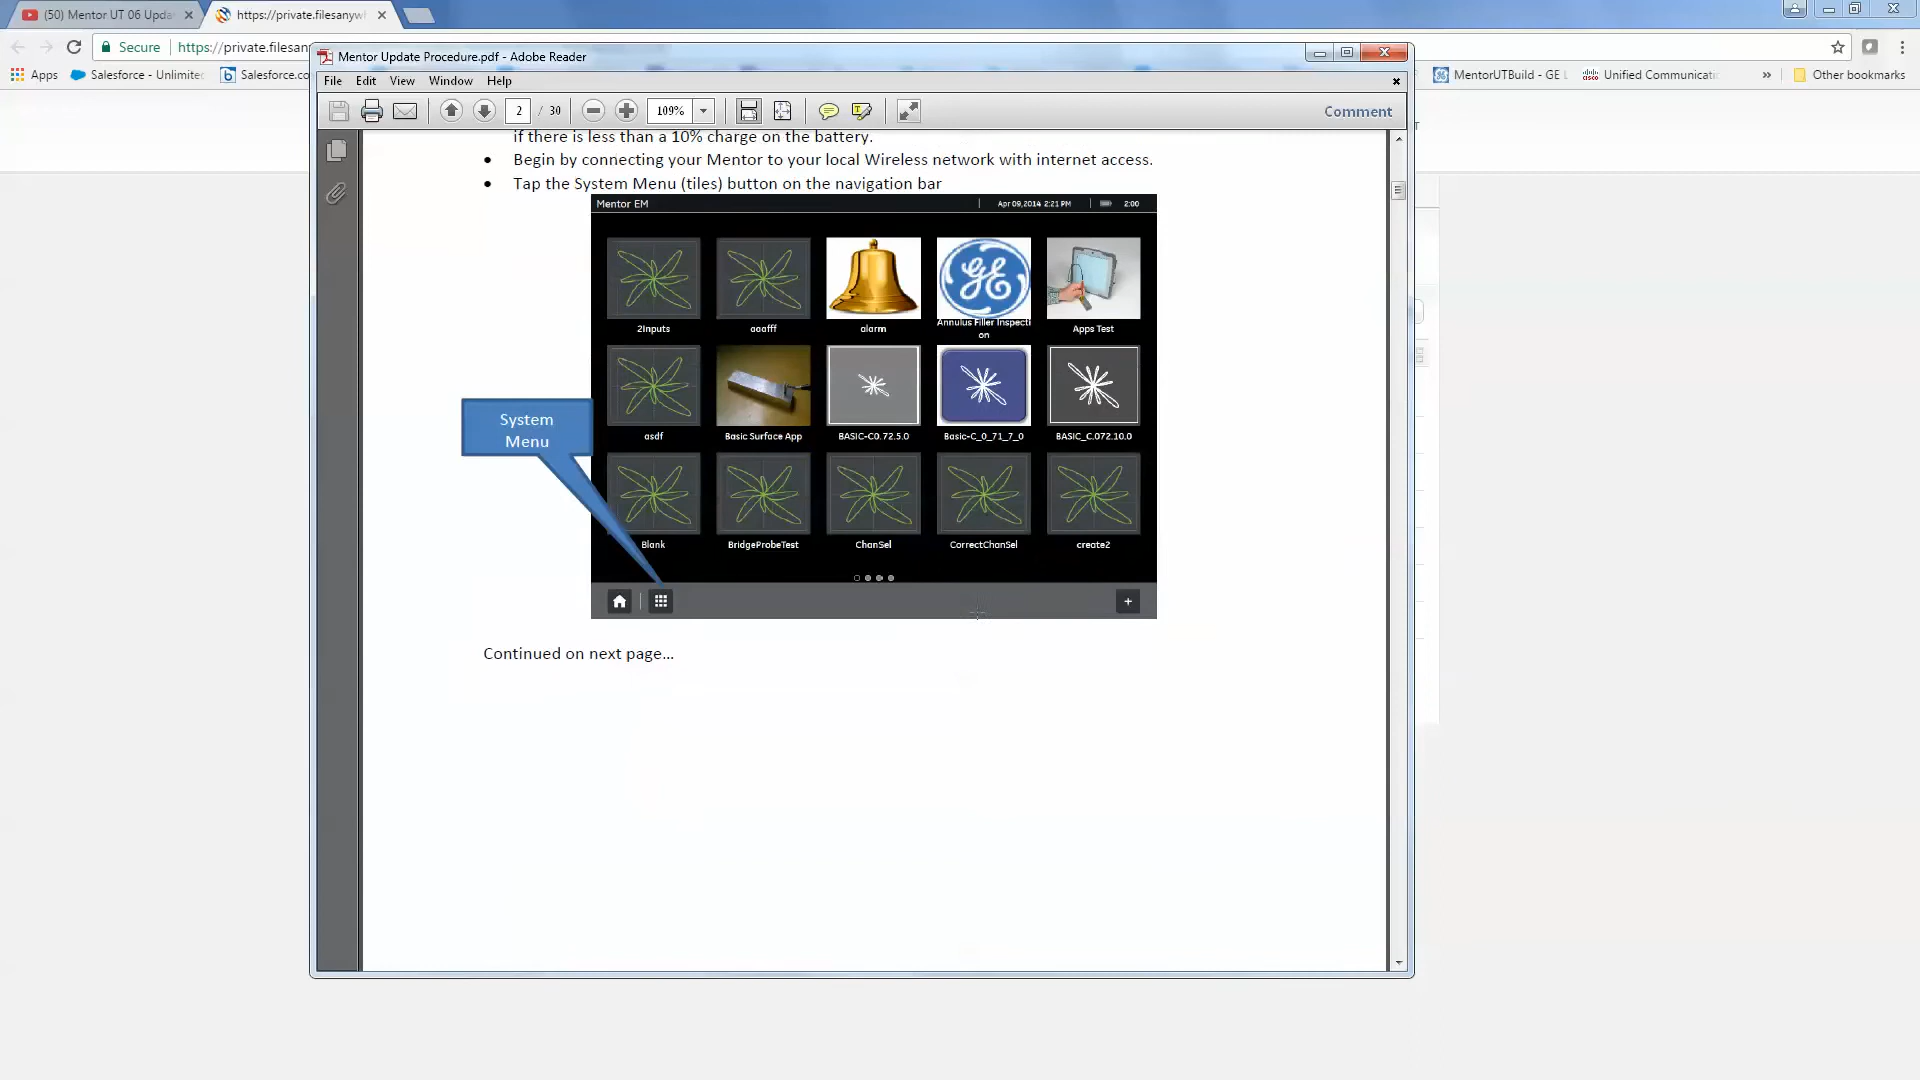 (50) Mentor UT 06 Upda
https://private.filesanyw
Secure
https://private.filesan
Apps
Salesforce - Unlimite
Salesforce.co
MentorUTBuild - GE
Unified Communicati
»
Other bookmarks
Mentor Update Procedure.pdf - Adobe Reader
File Edit View Window Help
2 / 30
109%
Comment
if there is less than a 10% charge on the battery.
• Begin by connecting your Mentor to your local Wireless network with internet access.
• Tap the System Menu (tiles) button on the navigation bar
Mentor EM
Apr 09,2014 2:21 PM
2:00
GE
2Inputs
aaafff
alarm
Annulus Filler Inspecti
on
Apps Test
System
Menu
asdf
Basic Surface App
BASIC-C0.72.5.0
Basic-C_0_71_7_0
BASIC_C.072.10.0
Blank
BridgeProbeTest
ChanSel
CorrectChanSel
create2
Continued on next page...